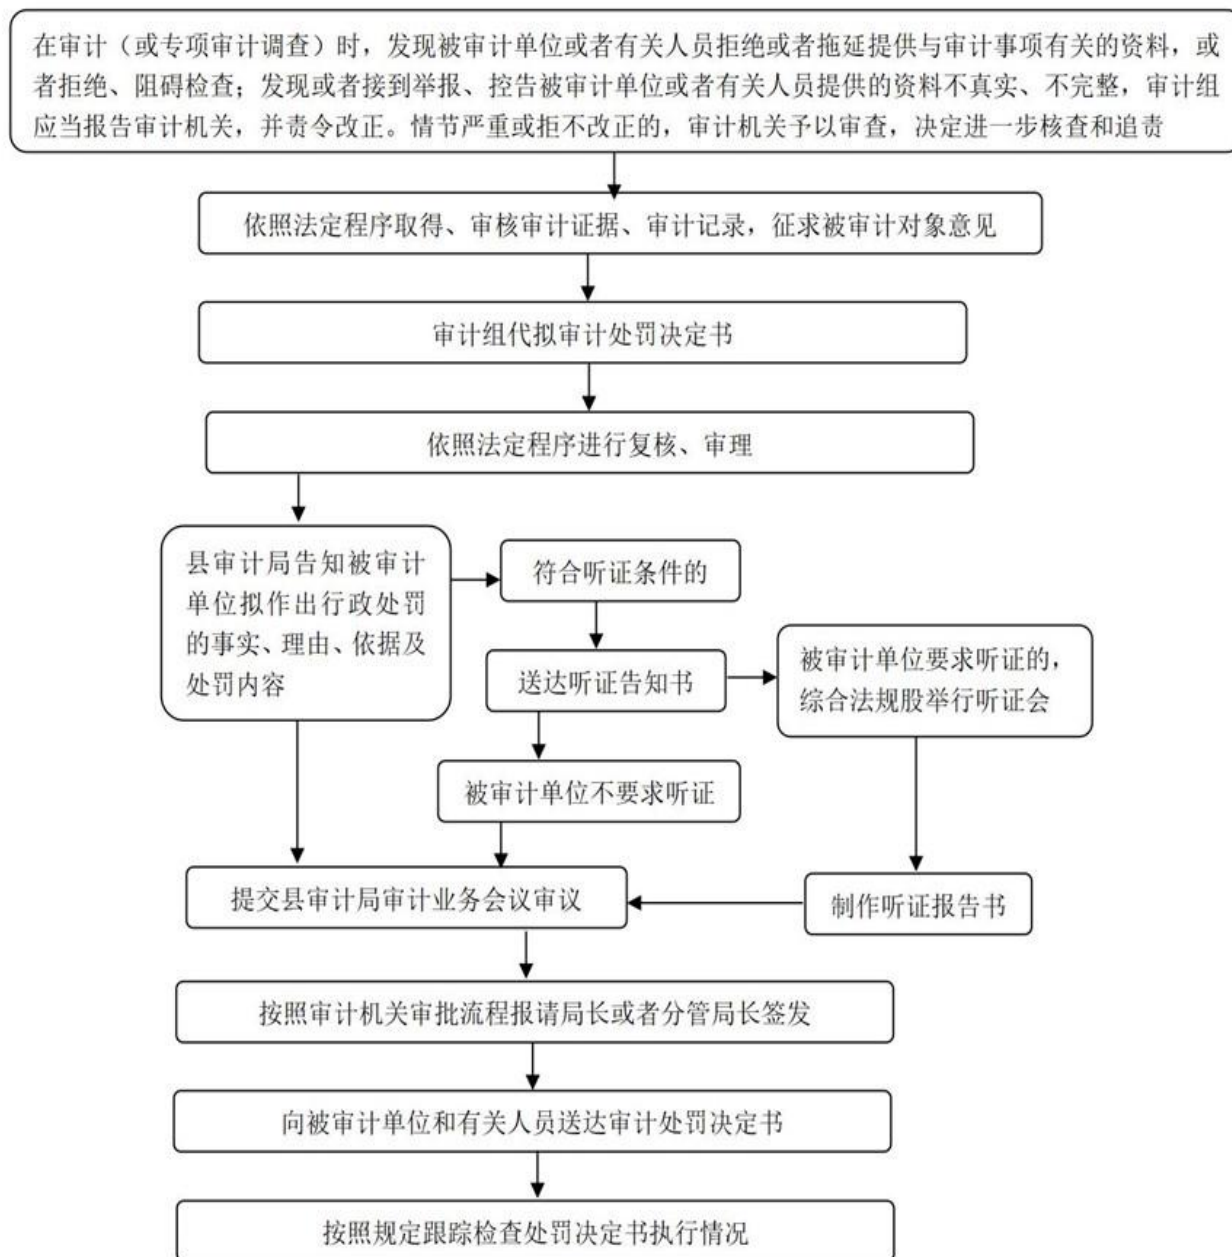 在审计（或专项审计调查）时，发现被审计单位或者有关人员拒绝或者拖延提供与审计事项有关的资料，或
者拒绝、阻碍检查；发现或者接到举报、控告被审计单位或者有关人员提供的资料不真实、不完整，审计组
应当报告审计机关，并责令改正。情节严重或拒不改正的，审计机关予以审查，决定进一步核查和追责
依照法定程序取得、审核审计证据、审计记录，征求被审计对象意见
审计组代拟审计处罚决定书
依照法定程序进行复核、审理
县审计局告知被审计
单位拟作出行政处罚
的事实、理由、依据及
处罚内容
符合听证条件的
送达听证告知书
被审计单位要求听证的，
综合法规股举行听证会
被审计单位不要求听证
提交县审计局审计业务会议审议
制作听证报告书
按照审计机关审批流程报请局长或者分管局长签发
向被审计单位和有关人员送达审计处罚决定书
按照规定跟踪检查处罚决定书执行情况